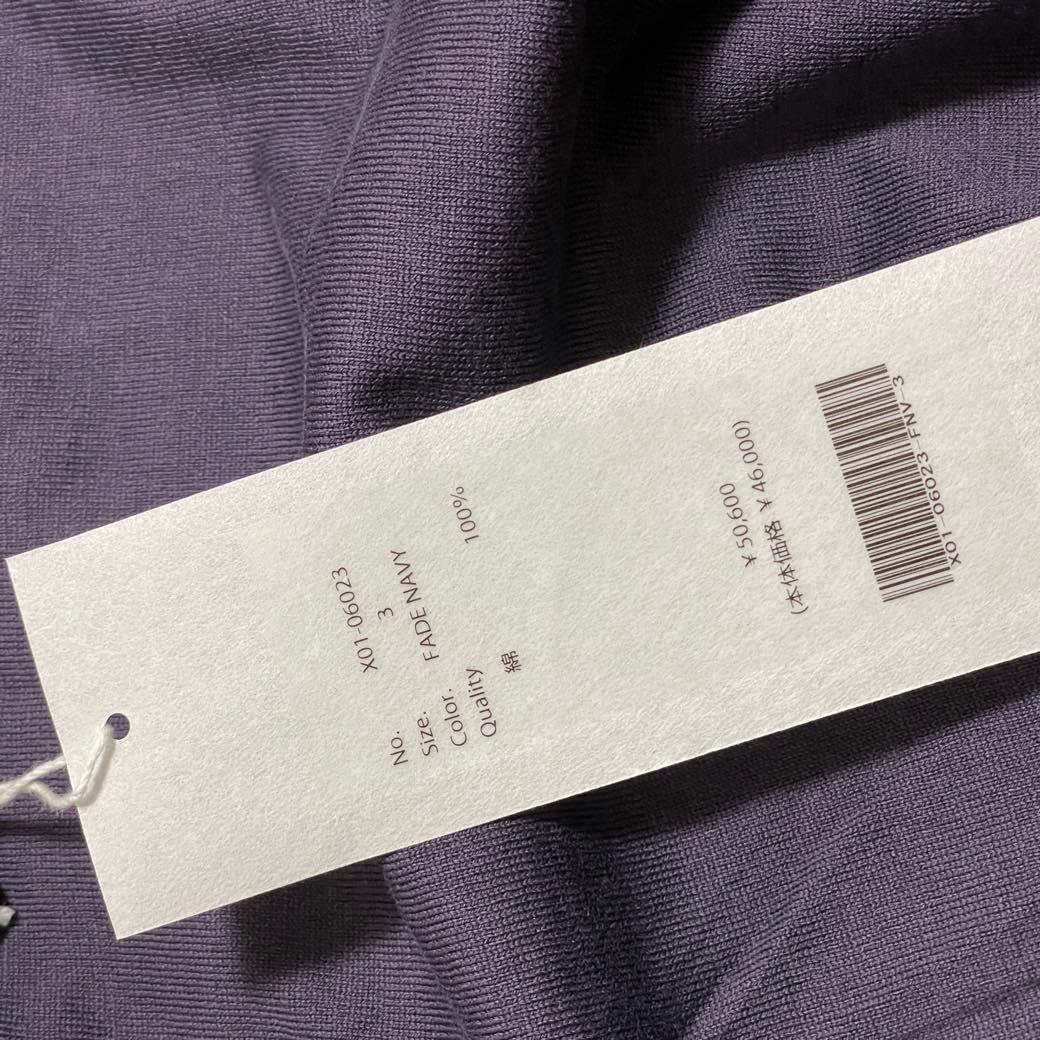 No. X01-06023
Size. 3
Color. FADE NAVY
Quality 100%
綿
¥50,600
(本体価格 ¥46,000)
X01-06023-FNV-3